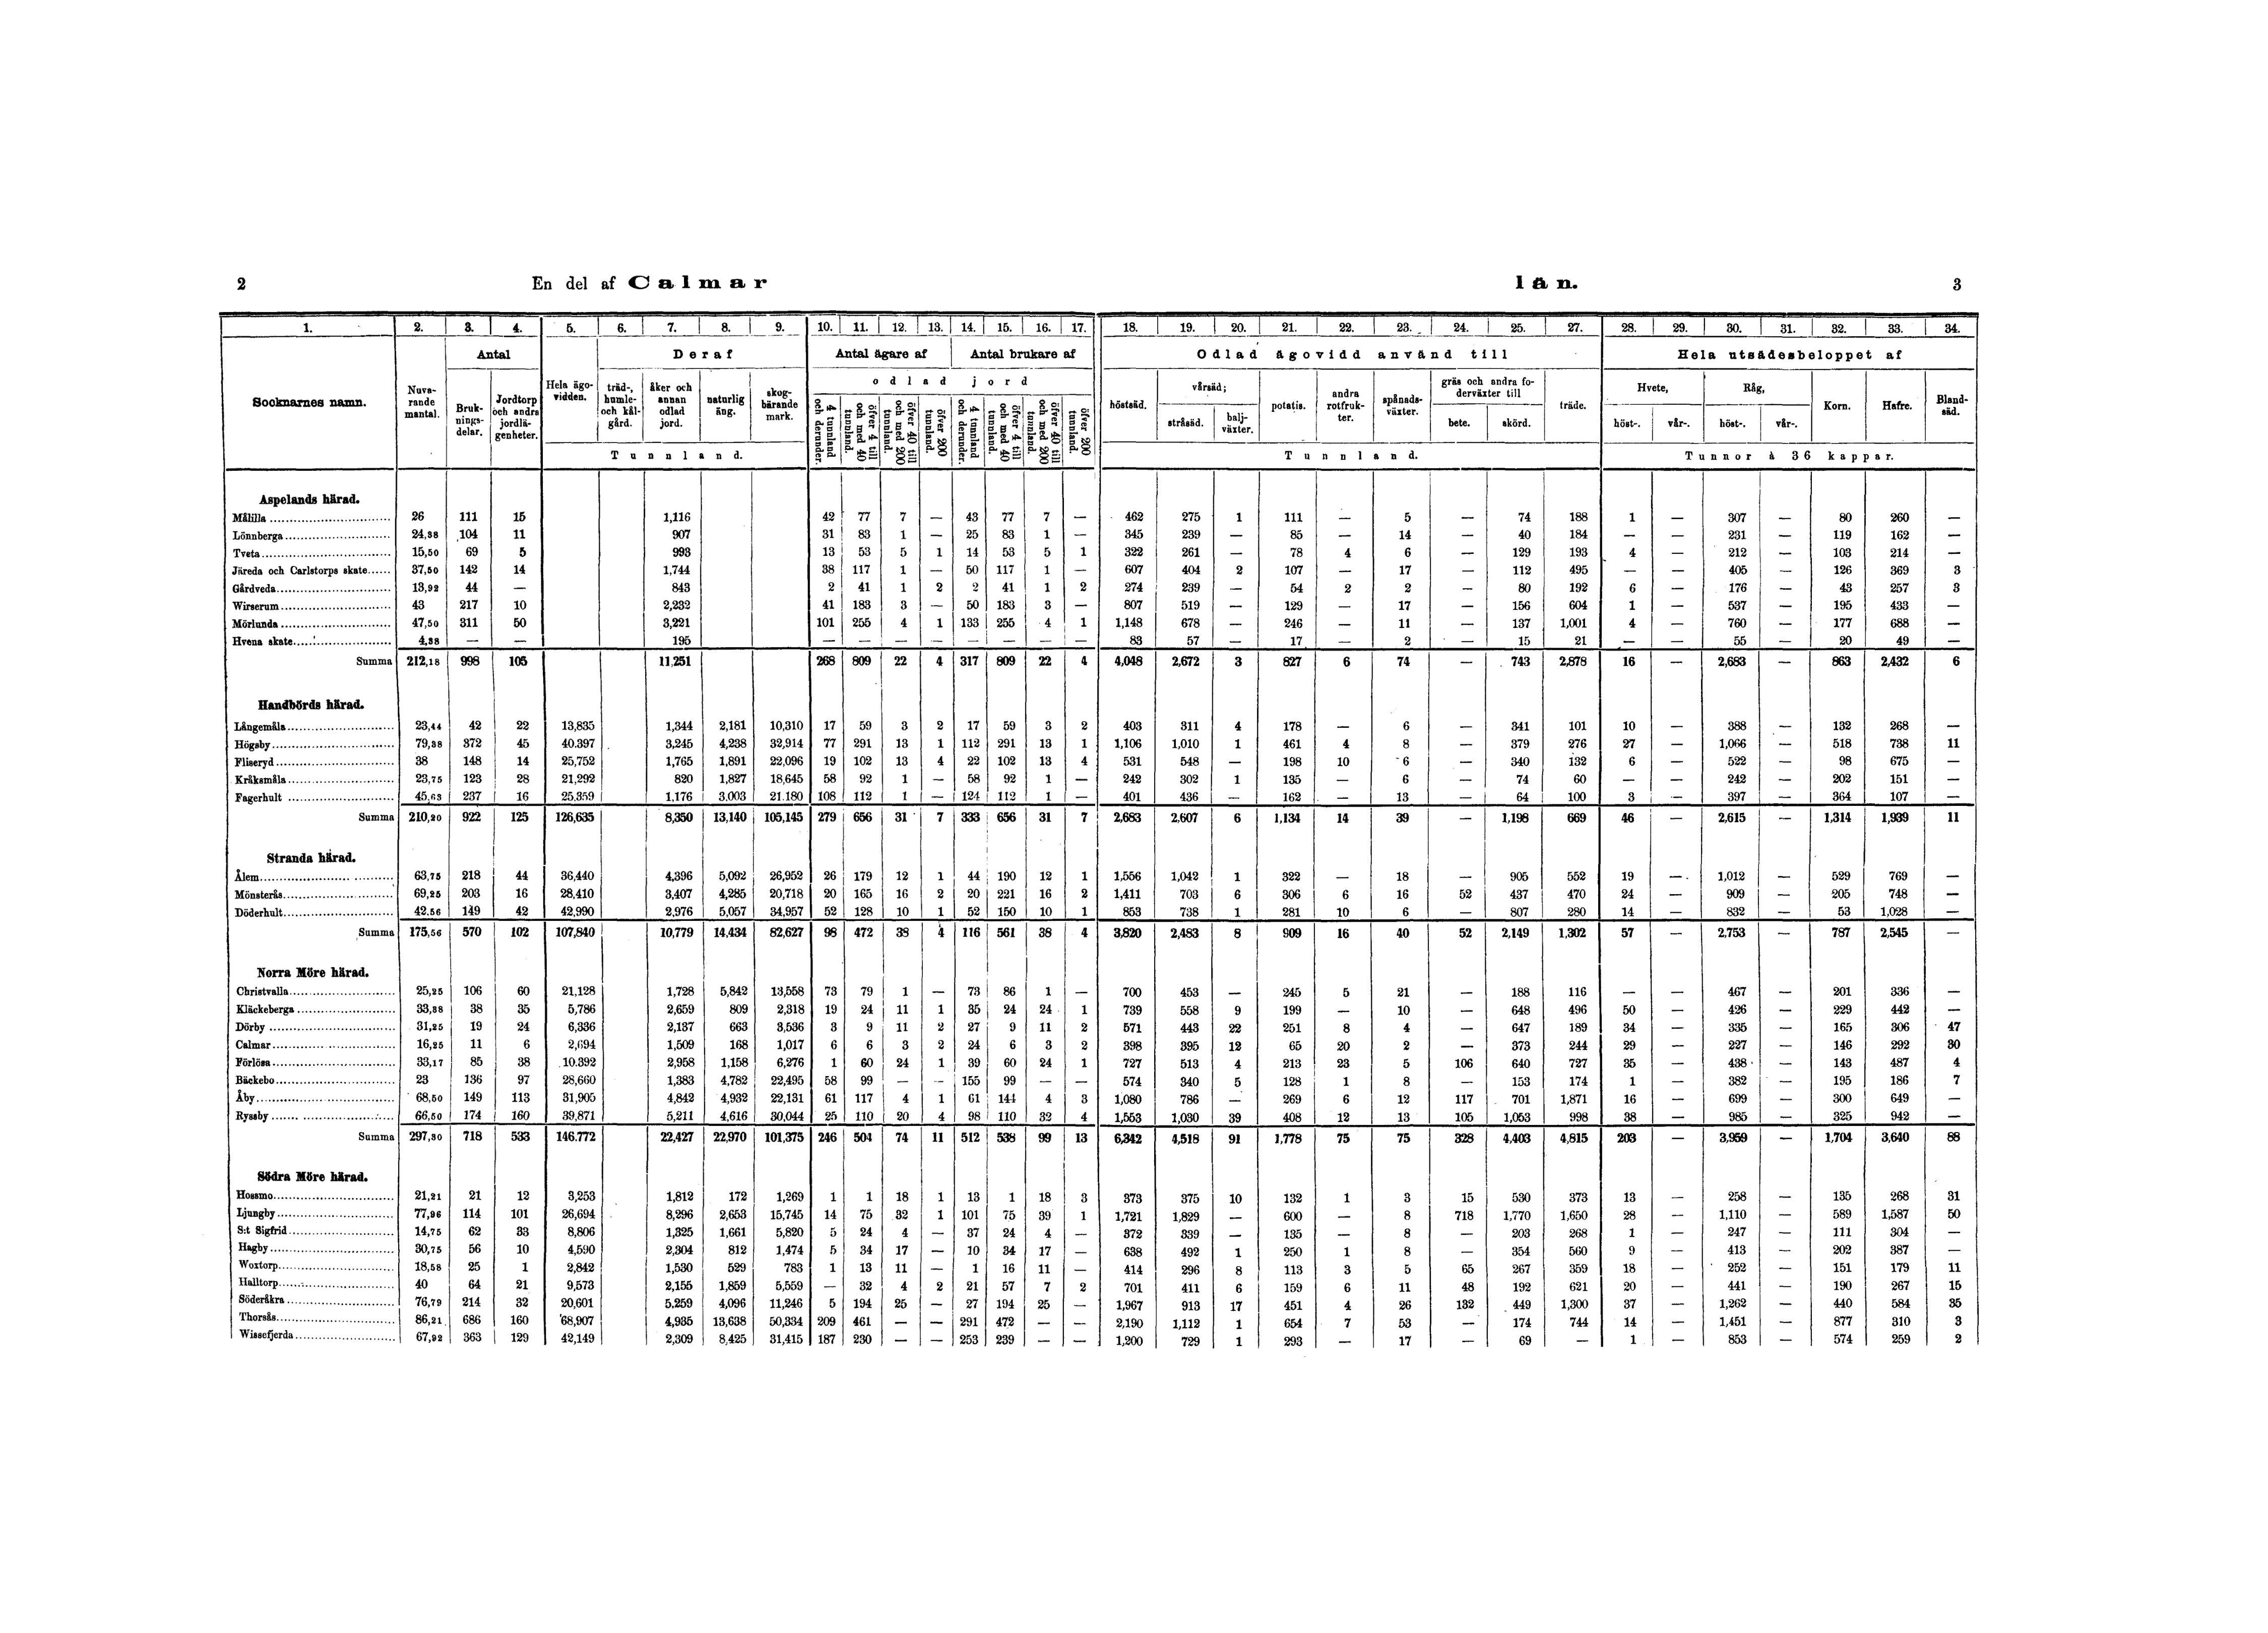 2 En del af Calmar län. 3
1. 2. 3. 4. 5. 6. 7. 8. 9. 10. 11. 12. 13. 14. 15. 16. 17. 18. 19. 20. 21. 22. 23. 24. 25. 27. 28. 29. 30. 31. 32. 33. 34.
Antal Deraf Antal ägare af Antal brukare af Odlad ägovidd använd till Hela utsädesbeloppet af
Socknarnes namn. Nuvarande mantal. Bruknings-delar. Jordtorp och andra jordlägenheter. Hela ägovidden. träd-, humle- och kålgård. åker och annan odlad jord. naturlig äng. skogbärande mark. odlad jord
4 tunnland och derunder. öfver 4 till och med 40 tunnland. öfver 40 till och med 200 tunnland. öfver 200 tunnland. 4 tunnland och derunder. öfver 4 till och med 40 tunnland. öfver 40 till och med 200 tunnland. öfver 200 tunnland.
höstsäd. vårsäd; stråsäd. baljväxter. potatis. andra rotfrukter. spånadsväxter. gräs och andra foderväxter till bete. skörd. träde. Hvete, höst-. vår-. Råg, höst-. vår-. Korn. Hafre. Blandsäd.
Tunnland. Tunnland. Tunnor à 36 kappar.
Aspelands härad.
Målilla 26 111 15 1,116 42 77 7 — 43 77 7 — 462 275 1 111 — 5 — 74 188 1 — 307 — 80 260 —
Lönnberga 24,38 104 11 907 31 83 1 — 25 83 1 — 345 239 — 85 — 14 — 40 184 — — 231 — 119 162 —
Tveta 15,50 69 5 993 13 53 5 1 14 53 5 1 322 261 — 78 4 6 — 129 193 4 — 212 — 103 214 —
Järeda och Carlstorps skate 37,50 142 14 1,744 38 117 1 — 50 117 1 — 607 404 2 107 — 17 — 112 495 — — 405 — 126 369 3
Gårdveda 13,92 44 — 843 2 41 1 2 2 41 1 2 274 239 — 54 2 2 — 80 192 6 — 176 — 43 257 3
Wirserum 43 217 10 2,232 41 183 3 — 50 183 3 — 807 519 — 129 — 17 — 156 604 1 — 537 — 195 433 —
Mörlunda 47,50 311 50 3,221 101 255 4 1 133 255 4 1 1,148 678 — 246 — 11 — 137 1,001 4 — 760 — 177 688 —
Hvena skate 4,38 — — 195 — — — — — — — — 83 57 — 17 — 2 — 15 21 — — 55 — 20 49 —
Summa 212,18 998 105 11,251 268 809 22 4 317 809 22 4 4,048 2,672 3 827 6 74 — 743 2,878 16 — 2,683 — 863 2,432 6
Handbörds härad.
Långemåla 23,44 42 22 13,835 1,344 2,181 10,310 17 59 3 2 17 59 3 2 403 311 4 178 — 6 — 341 101 10 — 388 — 132 268 —
Högsby 79,38 372 45 40.397 3,245 4,238 32,914 77 291 13 1 112 291 13 1 1,106 1,010 1 461 4 8 — 379 276 27 — 1,066 — 518 738 11
Fliseryd 38 148 14 25,752 1,765 1,891 22,096 19 102 13 4 22 102 13 4 531 548 — 198 10 6 — 340 132 6 — 522 — 98 675 —
Kråksmåla 23,75 123 28 21,292 820 1,827 18,645 58 92 1 — 58 92 1 — 242 302 1 135 — 6 — 74 60 — — 242 — 202 151 —
Fagerhult 45,63 237 16 25,359 1,176 3.003 21.180 108 112 1 — 124 112 1 — 401 436 — 162 — 13 — 64 100 3 — 397 — 364 107 —
Summa 210,20 922 125 126,635 8,350 13,140 105,145 279 656 31 7 333 656 31 7 2,683 2.607 6 1,134 14 39 — 1,198 669 46 — 2,615 — 1,314 1,939 11
Stranda härad.
Ålem 63,75 218 44 36,440 4,396 5,092 26,952 26 179 12 1 44 190 12 1 1,556 1,042 1 322 — 18 — 905 552 19 — 1,012 — 529 769 —
Mönsterås 69,25 203 16 28,410 3,407 4,285 20,718 20 165 16 2 20 221 16 2 1,411 703 6 306 6 16 52 437 470 24 — 909 — 205 748 —
Döderhult 42.56 149 42 42,990 2,976 5,057 34,957 52 128 10 1 52 150 10 1 853 738 1 281 10 6 — 807 280 14 — 832 — 53 1,028 —
Summa 175,56 570 102 107,840 10,779 14,434 82,627 98 472 38 4 116 561 38 4 3,820 2,483 8 909 16 40 52 2,149 1,302 57 — 2,753 — 787 2,545 —
Norra Möre härad.
Christvalla 25,25 106 60 21,128 1,728 5,842 13,558 73 79 1 — 73 86 1 — 700 453 — 245 5 21 — 188 116 — — 467 — 201 336 —
Kläckeberga 33,38 38 35 5,786 2,659 809 2,318 19 24 11 1 35 24 24 1 739 558 9 199 — 10 — 648 496 50 — 426 — 229 442 —
Dörby 31,25 19 24 6,336 2,137 663 3,536 3 9 11 2 27 9 11 2 571 443 22 251 8 4 — 647 189 34 — 335 — 165 306 47
Calmar 16,25 11 6 2,694 1,509 168 1,017 6 6 3 2 24 6 3 2 398 395 12 65 20 2 — 373 244 29 — 227 — 146 292 30
Förlösa 33,17 85 38 10.392 2,958 1,158 6,276 1 60 24 1 39 60 24 1 727 513 4 213 23 5 106 640 727 35 — 438 — 143 487 4
Bäckebo 23 136 97 28,660 1,383 4,782 22,495 58 99 — — 155 99 — — 574 340 5 128 1 8 — 153 174 1 — 382 — 195 186 7
Åby 68,50 149 113 31,905 4,842 4,932 22,131 61 117 4 1 61 144 4 3 1,080 786 — 269 6 12 117 701 1,871 16 — 699 — 300 649 —
Ryssby 66,50 174 160 39,871 5,211 4,616 30,044 25 110 20 4 98 110 32 4 1,553 1,030 39 408 12 13 105 1,053 998 38 — 985 — 325 942 —
Summa 297,30 718 533 146.772 22,427 22,970 101,375 246 504 74 11 512 538 99 13 6,342 4,518 91 1,778 75 75 328 4,403 4,815 203 — 3,959 — 1,704 3,640 88
Södra Möre härad.
Hossmo 21,21 21 12 3,253 1,812 172 1,269 1 1 18 1 13 1 18 3 373 375 10 132 1 3 15 530 373 13 — 258 — 135 268 31
Ljungby 77,96 114 101 26,694 8,296 2,653 15,745 14 75 32 1 101 75 39 1 1,721 1,829 — 600 — 8 718 1,770 1,650 28 — 1,110 — 589 1,587 50
S:t Sigfrid 14,75 62 33 8,806 1,325 1,661 5,820 5 24 4 — 37 24 4 — 372 339 — 135 — 8 — 203 268 1 — 247 — 111 304 —
Hagby 30,75 56 10 4,590 2,304 812 1,474 5 34 17 — 10 34 17 — 638 492 1 250 1 8 — 354 560 9 — 413 — 202 387 —
Woxtorp 18,58 25 1 2,842 1,530 529 783 1 13 11 — 1 16 11 — 414 296 8 113 3 5 65 267 359 18 — 252 — 151 179 11
Halltorp 40 64 21 9,573 2,155 1,859 5,559 — 32 4 2 21 57 7 2 701 411 6 159 6 11 48 192 621 20 — 441 — 190 267 15
Söderåkra 76,79 214 32 20,601 5.259 4,096 11,246 5 194 25 — 27 194 25 — 1,967 913 17 451 4 26 132 449 1,300 37 — 1,262 — 440 584 35
Thorsås 86,21 686 160 68,907 4,935 13,638 50,334 209 461 — — 291 472 — — 2,190 1,112 1 654 7 53 — 174 744 14 — 1,451 — 877 310 3
Wissefjerda 67,92 363 129 42,149 2,309 8,425 31,415 187 230 — — 253 239 — — 1,200 729 1 293 — 17 — 69 — 1 — 853 — 574 259 2